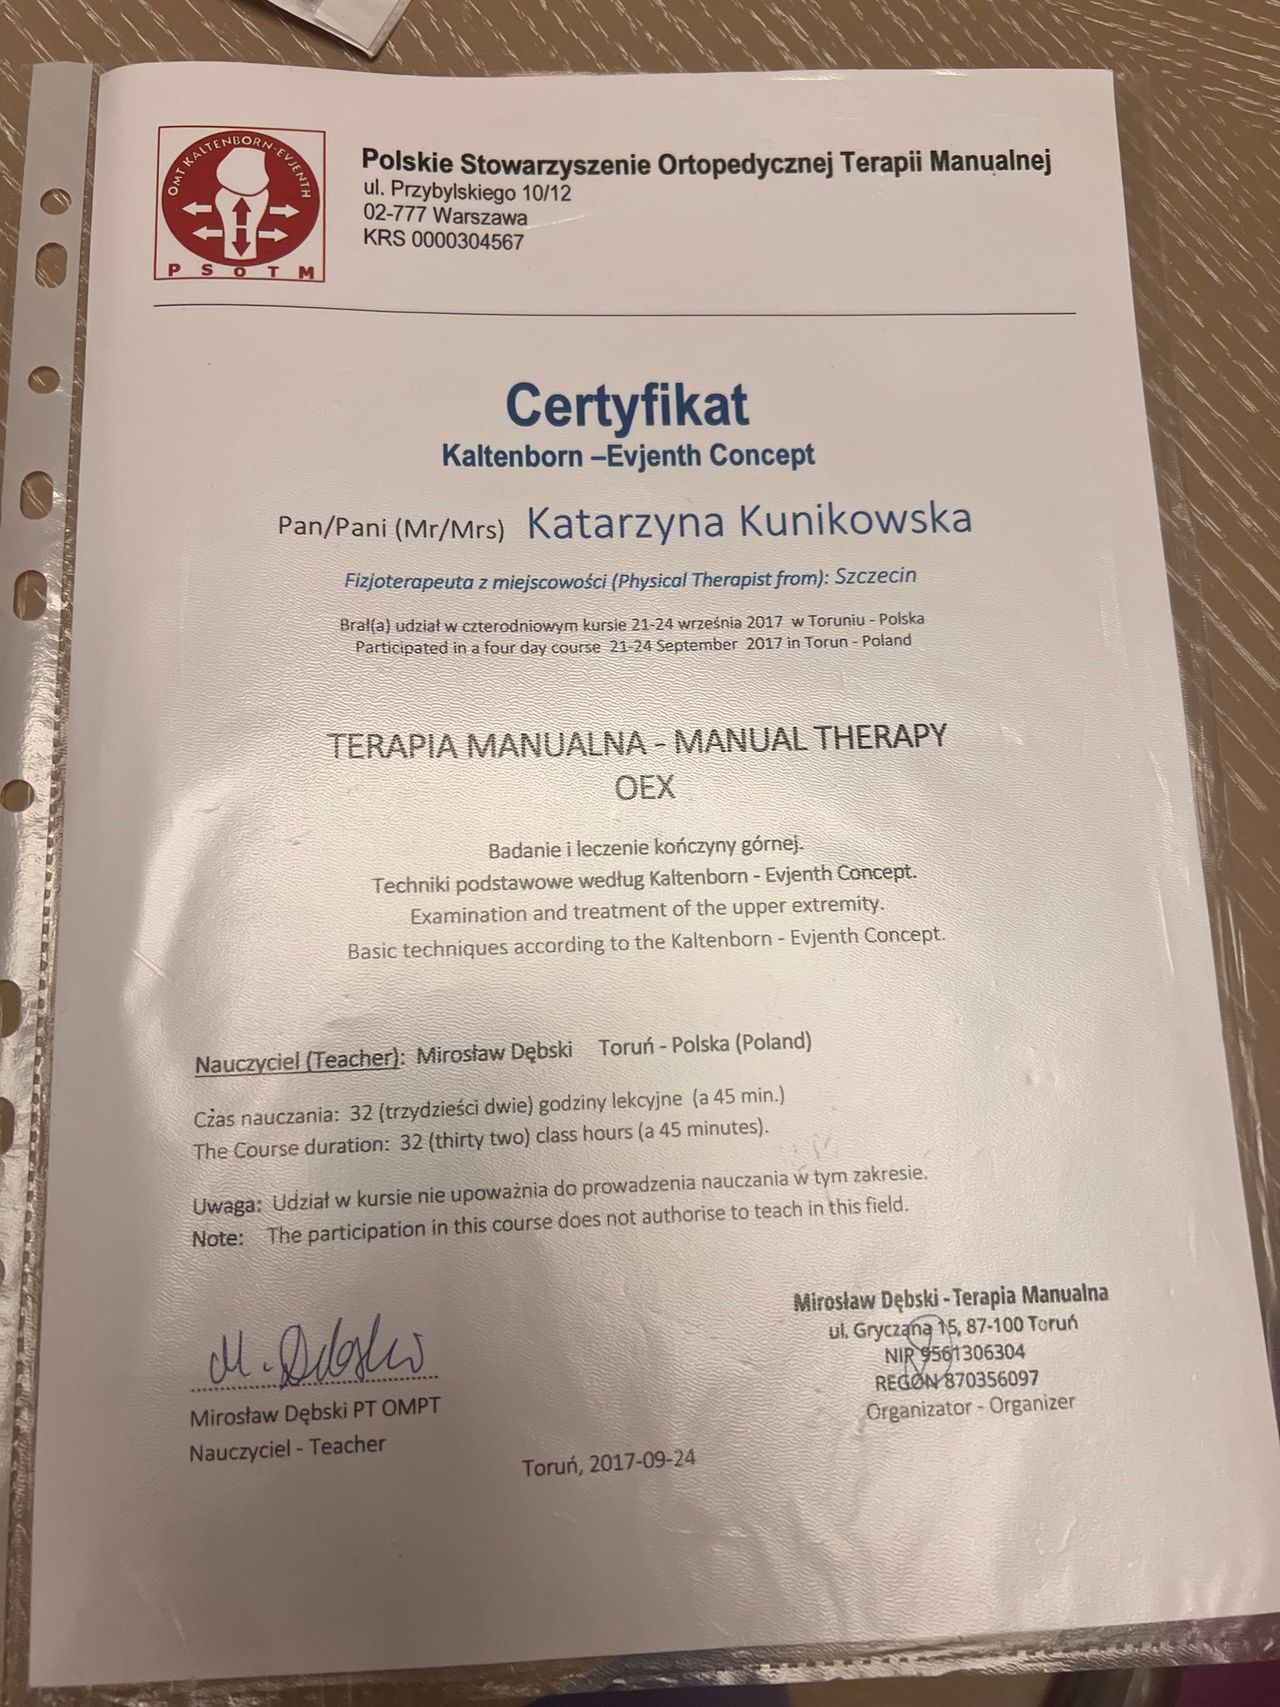 OMT KALTENBORN-EVJENTH
PSOTM
Polskie Stowarzyszenie Ortopedycznej Terapii Manualnej
ul. Przybylskiego 10/12
02-777 Warszawa
KRS 0000304567
Certyfikat
Kaltenborn –Evjenth Concept
Pan/Pani (Mr/Mrs) Katarzyna Kunikowska
Fizjoterapeuta z miejscowości (Physical Therapist from): Szczecin
Brał(a) udział w czterodniowym kursie 21-24 września 2017 w Toruniu - Polska
Participated in a four day course 21-24 September 2017 in Torun - Poland
TERAPIA MANUALNA - MANUAL THERAPY
OEX
Badanie i leczenie kończyny górnej.
Techniki podstawowe według Kaltenborn - Evjenth Concept.
Examination and treatment of the upper extremity.
Basic techniques according to the Kaltenborn - Evjenth Concept.
Nauczyciel (Teacher): Mirosław Dębski Toruń - Polska (Poland)
Czas nauczania: 32 (trzydzieści dwie) godziny lekcyjne (a 45 min.)
The Course duration: 32 (thirty two) class hours (a 45 minutes).
Uwaga: Udział w kursie nie upoważnia do prowadzenia nauczania w tym zakresie.
Note: The participation in this course does not authorise to teach in this field.
Mirosław Dębski - Terapia Manualna
ul. Gryczana 15, 87-100 Toruń
NIP 9561306304
REGON 870356097
Organizator - Organizer
M. Dębski
Mirosław Dębski PT OMPT
Nauczyciel - Teacher
Toruń, 2017-09-24